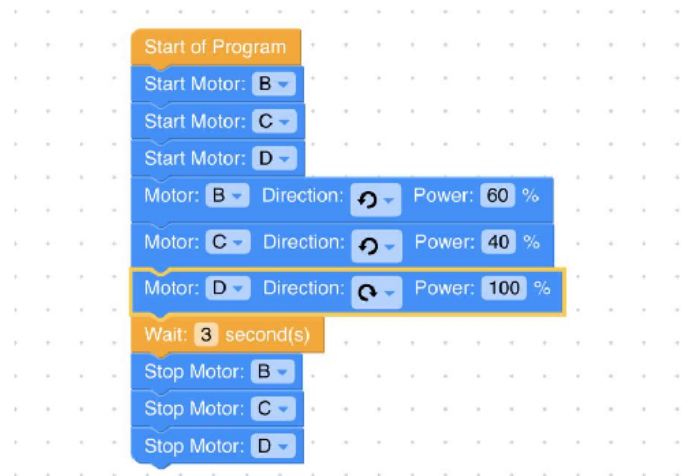 Start of Program
Start Motor: B
Start Motor: C
Start Motor: D
Motor: B Direction: Power: 60 %
Motor: C Direction: Power: 40 %
Motor: D Direction: Power: 100 %
Wait: 3 second(s)
Stop Motor: B
Stop Motor: C
Stop Motor: D